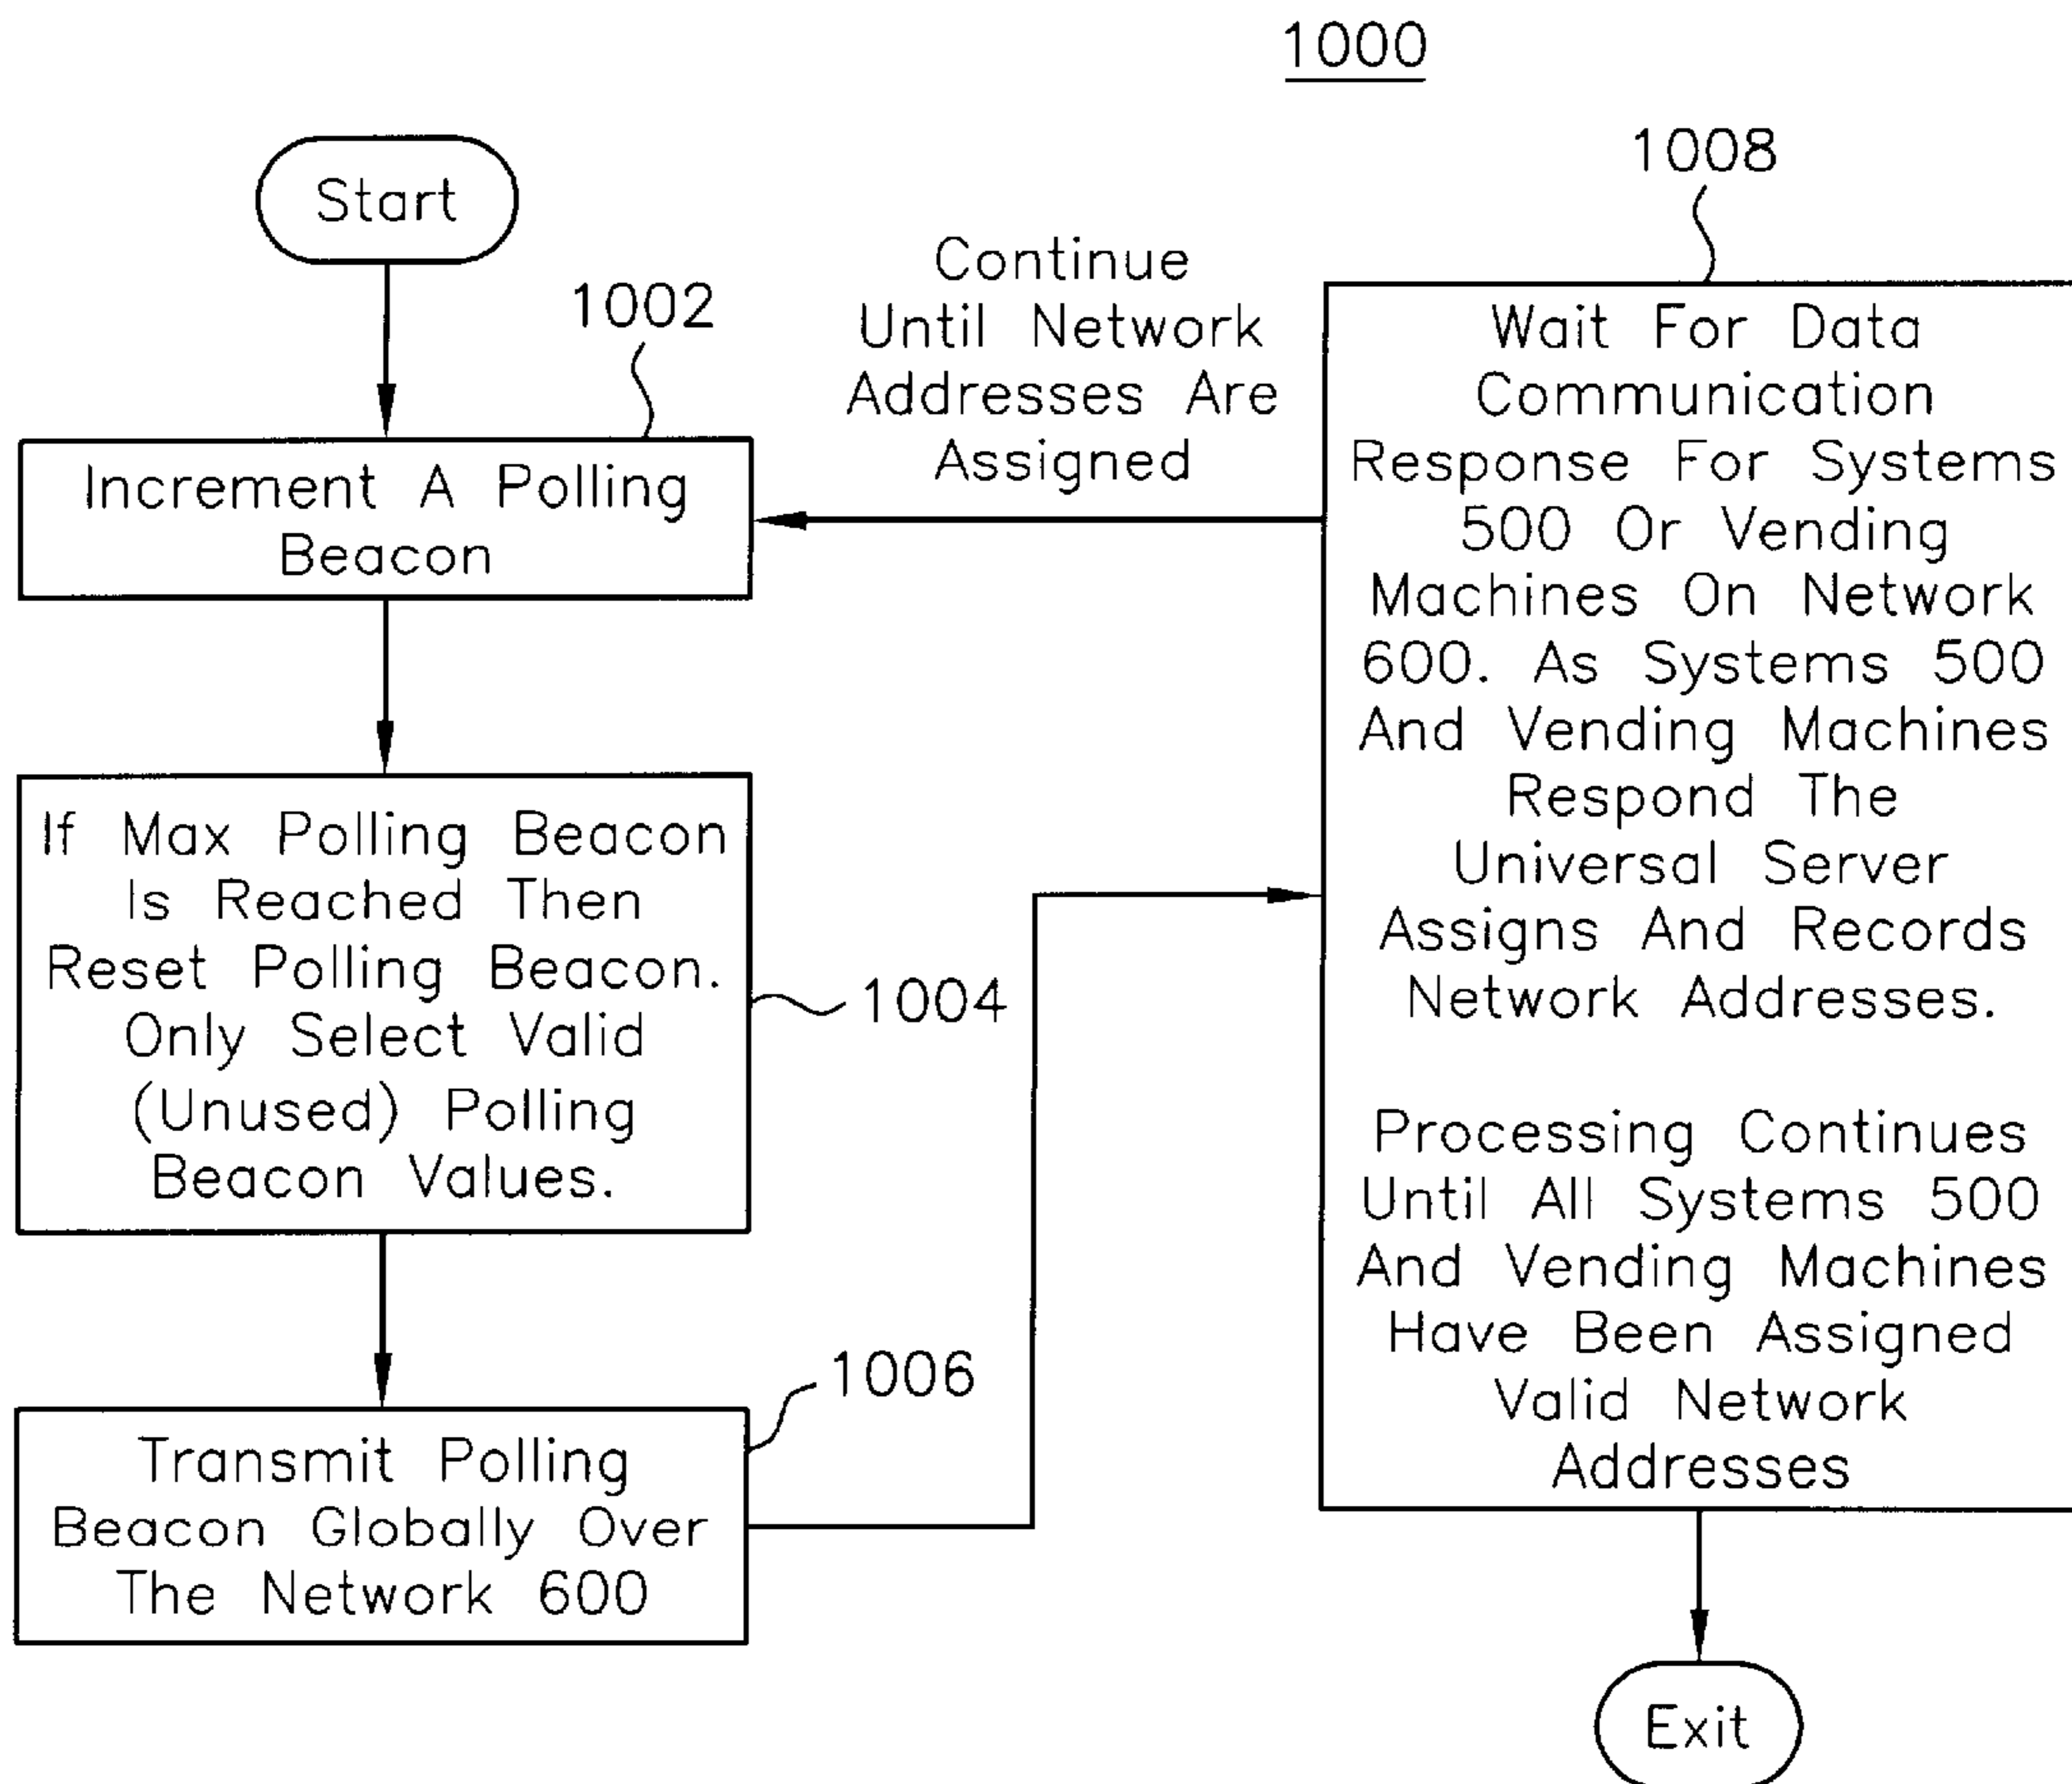 1000
Start
1002
Increment A Polling
Beacon
If Max Polling Beacon
Is Reached Then
Reset Polling Beacon.
Only Select Valid
(Unused) Polling
Beacon Values.
1004
Transmit Polling
Beacon Globally Over
The Network 600
1006
Continue
Until Network
Addresses Are
Assigned
1008
Wait For Data
Communication
Response For Systems
500 Or Vending
Machines On Network
600. As Systems 500
And Vending Machines
Respond The
Universal Server
Assigns And Records
Network Addresses.
Processing Continues
Until All Systems 500
And Vending Machines
Have Been Assigned
Valid Network
Addresses
Exit